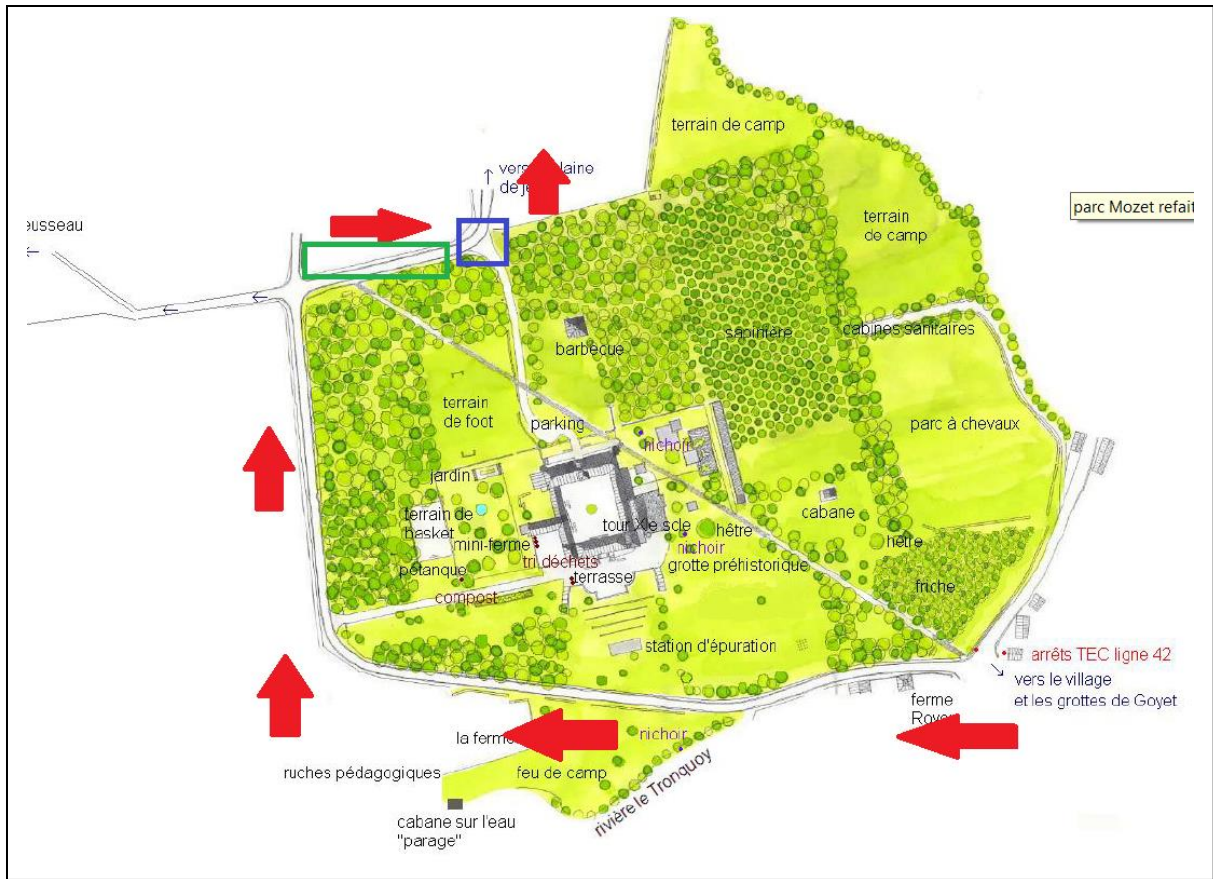 terrain de camp
vers
laine
de je
eusseau
parc Mozet refait
terrain
de camp
sapinière
cabines sanitaires
barbecue
terrain
de foot
parking
nichoir
parc à chevaux
jardin
terrain de
basket
cabane
tour XIe scle
hêtre
mini-ferme
nichoir
hêtre
tri déchets
grotte préhistorique
pétanque
terrasse
compost
friche
station d'épuration
arrêts TEC ligne 42
vers le village
et les grottes de Goyet
ferme
Royer
la ferme
nichoir
ruches pédagogiques
feu de camp
rivière le Tronquoy
cabane sur l'eau
"parage"